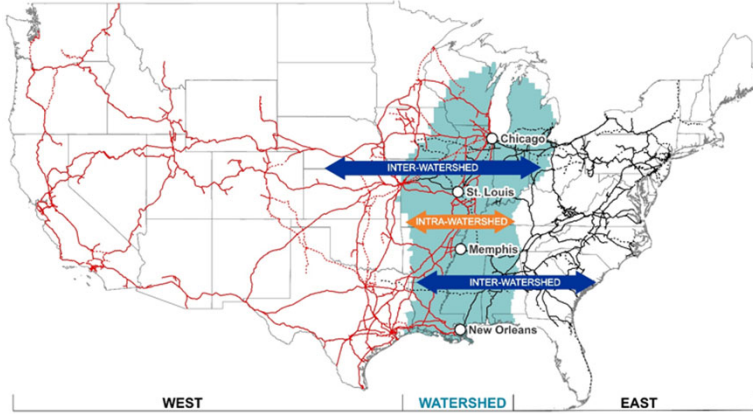 Chicago
INTER-WATERSHED
St. Louis
INTRA-WATERSHED
Memphis
INTER-WATERSHED
New Orleans
WEST
WATERSHED
EAST